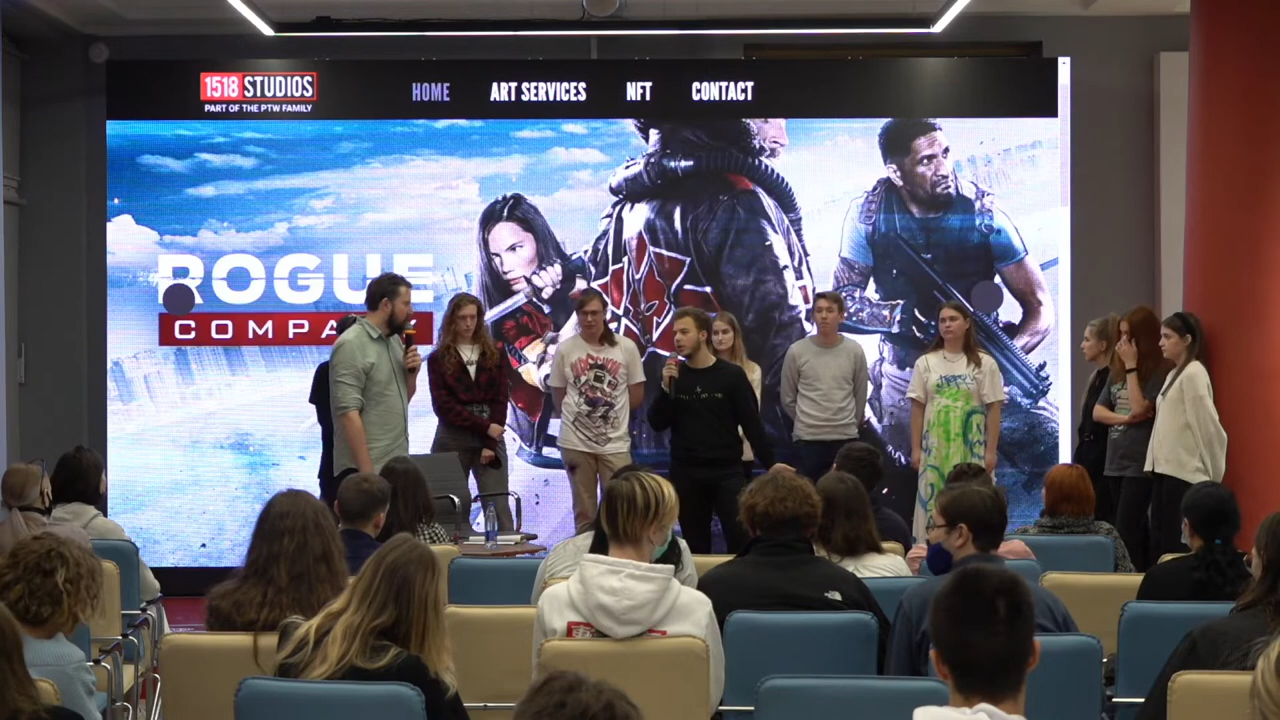 1518 STUDIOS
PART OF THE PTW FAMILY
HOME ART SERVICES NFT CONTACT
ROGUE
COMPA